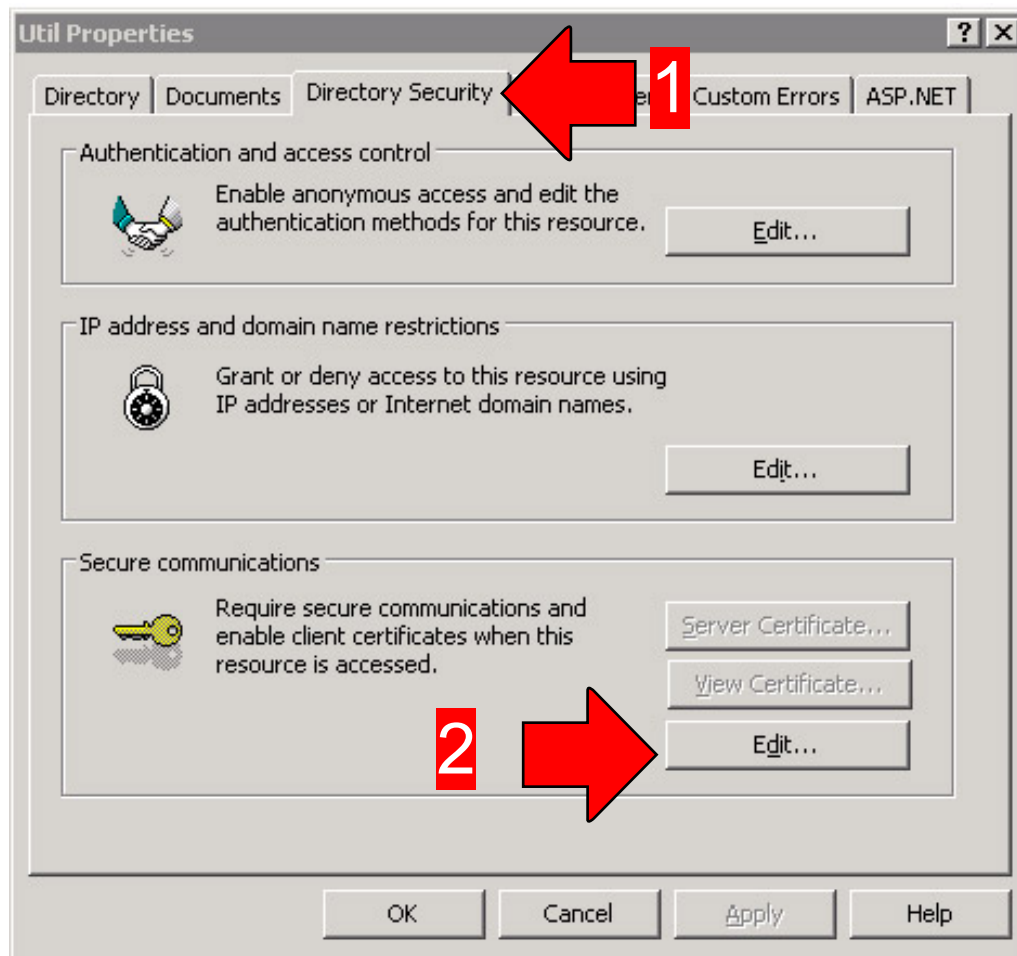 Util Properties ? X
Directory Documents Directory Security 1 Custom Errors ASP.NET
Authentication and access control
Enable anonymous access and edit the
authentication methods for this resource.
Edit...
IP address and domain name restrictions
Grant or deny access to this resource using
IP addresses or Internet domain names.
Edit...
Secure communications
Require secure communications and
enable client certificates when this
resource is accessed.
Server Certificate...
View Certificate...
2 Edit...
OK Cancel Apply Help